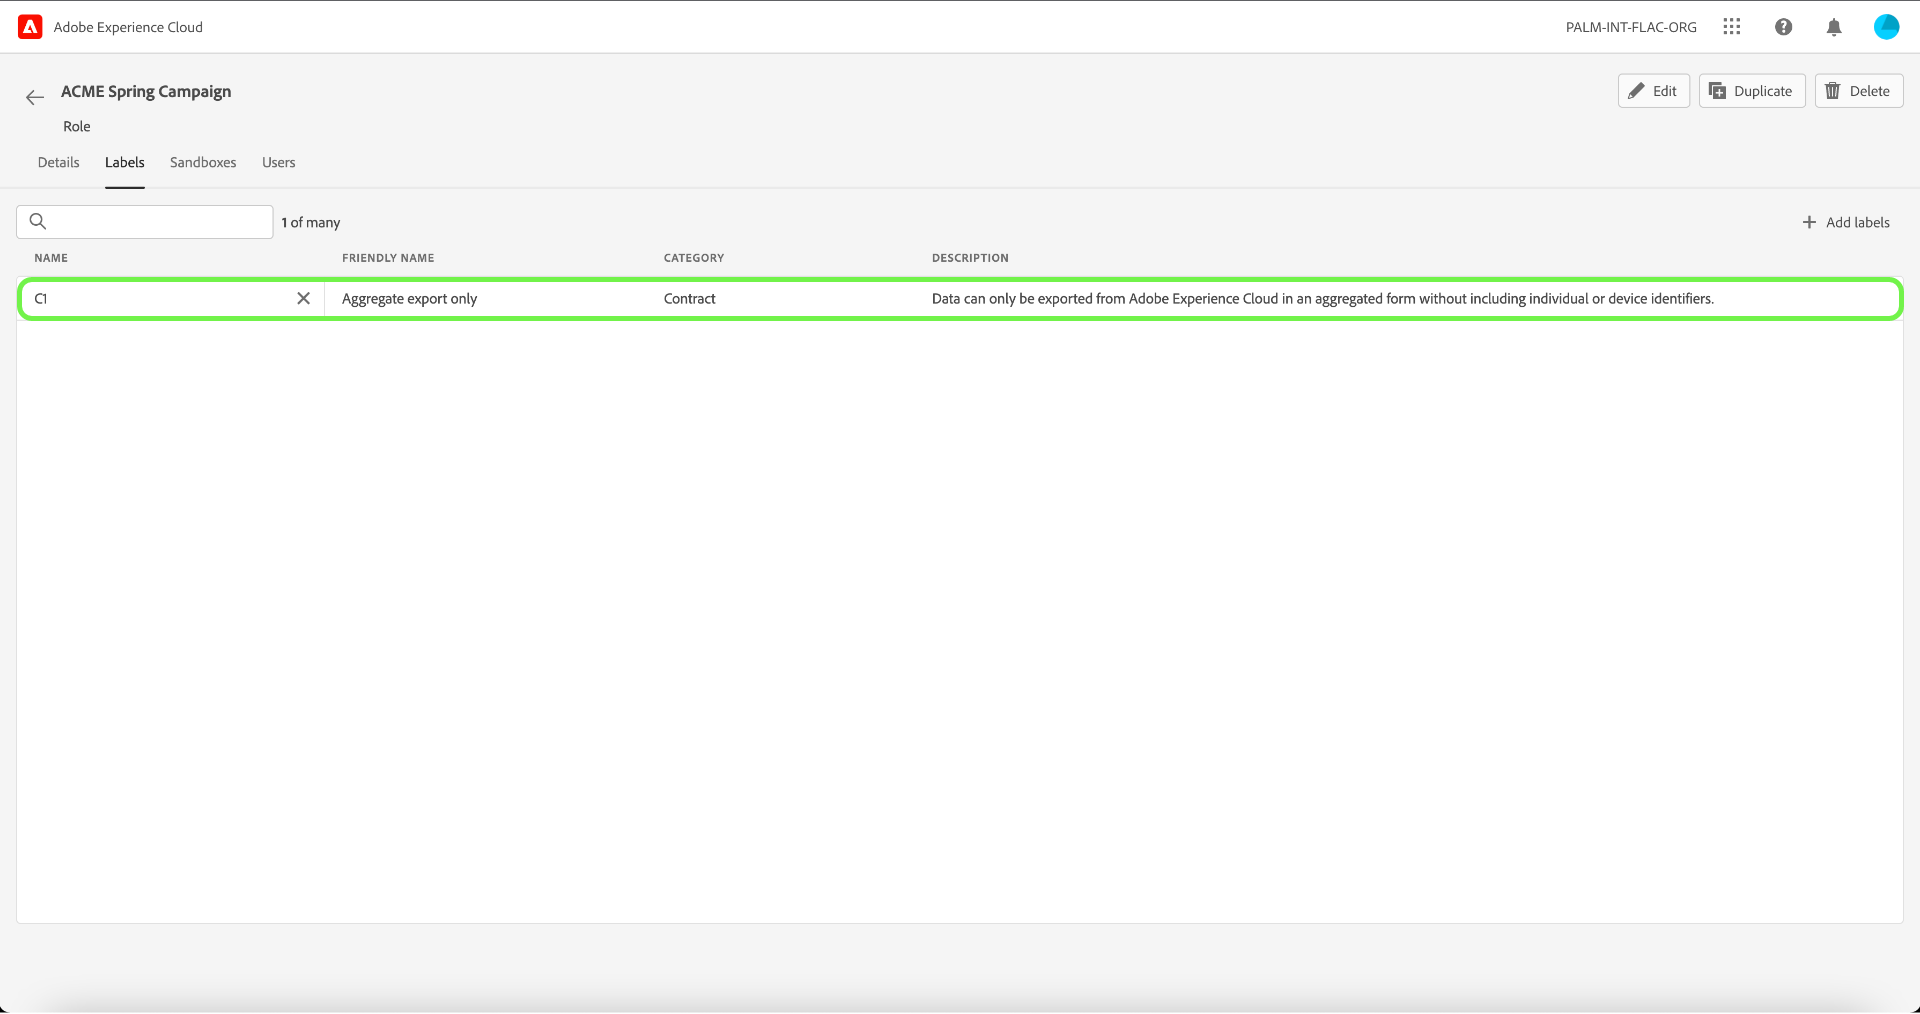 Adobe Experience Cloud
PALM-INT-FLAC-ORG
ACME Spring Campaign
Role
Edit
Duplicate
Delete
Details
Labels
Sandboxes
Users
1 of many
Add labels
NAME
FRIENDLY NAME
CATEGORY
DESCRIPTION
C1
Aggregate export only
Contract
Data can only be exported from Adobe Experience Cloud in an aggregated form without including individual or device identifiers.